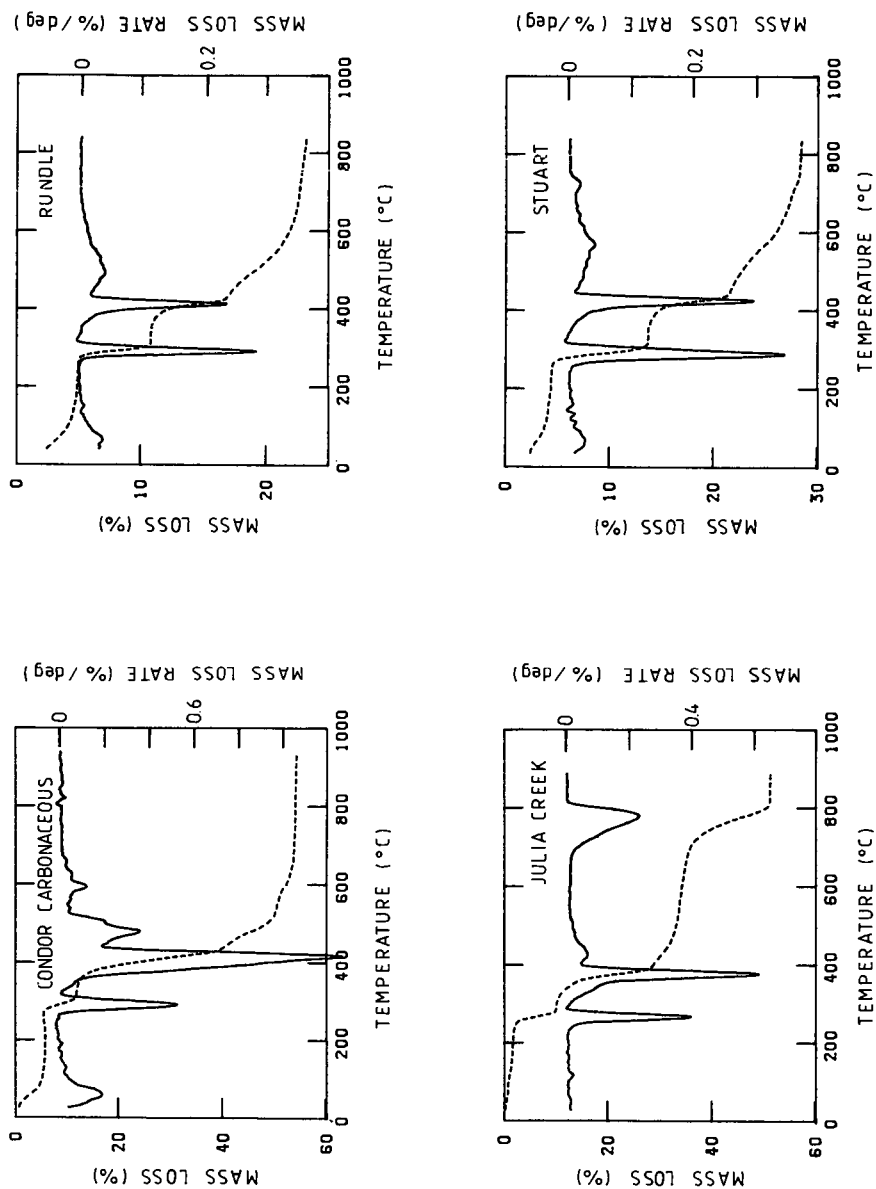 CONDOR CARBONACEOUS
MASS LOSS (%)
0
20
40
60
MASS LOSS RATE (%/deg)
0
0.6
0 200 400 600 800 1000
TEMPERATURE (°C)
RUNDLE
MASS LOSS (%)
0
10
20
MASS LOSS RATE (%/deg)
0
0.2
0 200 400 600 800 1000
TEMPERATURE (°C)
JULIA CREEK
MASS LOSS (%)
0
20
40
60
MASS LOSS RATE (%/deg)
0
0.4
0 200 400 600 800 1000
TEMPERATURE (°C)
STUART
MASS LOSS (%)
0
10
20
30
MASS LOSS RATE (%/deg)
0
0.2
0 200 400 600 800 1000
TEMPERATURE (°C)